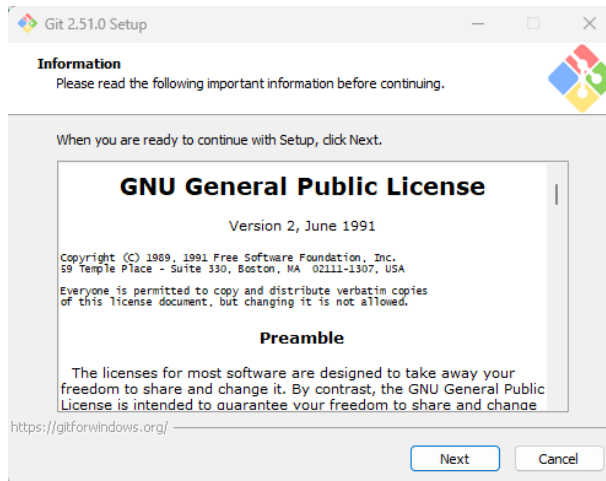 Git 2.51.0 Setup
Information
Please read the following important information before continuing.
When you are ready to continue with Setup, click Next.
GNU General Public License
Version 2, June 1991
Copyright (C) 1989, 1991 Free Software Foundation, Inc.
59 Temple Place - Suite 330, Boston, MA  02111-1307, USA
Everyone is permitted to copy and distribute verbatim copies
of this license document, but changing it is not allowed.
Preamble
The licenses for most software are designed to take away your
freedom to share and change it. By contrast, the GNU General Public
License is intended to guarantee your freedom to share and change
https://gitforwindows.org/
Next Cancel